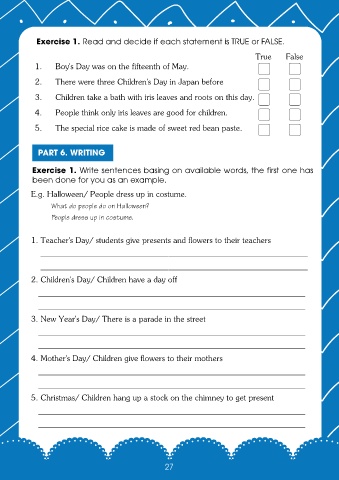 Exercise 1. Read and decide if each statement is TRUE or FALSE.
True False
1. Boy's Day was on the fifteenth of May.
2. There were three Children's Day in Japan before
3. Children take a bath with iris leaves and roots on this day.
4. People think only iris leaves are good for children.
5. The special rice cake is made of sweet red bean paste.
PART 6. WRITING
Exercise 1. Write sentences basing on available words, the first one has
been done for you as an example.
E.g. Halloween/ People dress up in costume.
What do people do on Halloween?
People dress up in costume.
1. Teacher's Day/ students give presents and flowers to their teachers
2. Children's Day/ Children have a day off
3. New Year's Day/ There is a parade in the street
4. Mother's Day/ Children give flowers to their mothers
5. Christmas/ Children hang up a stock on the chimney to get present
27